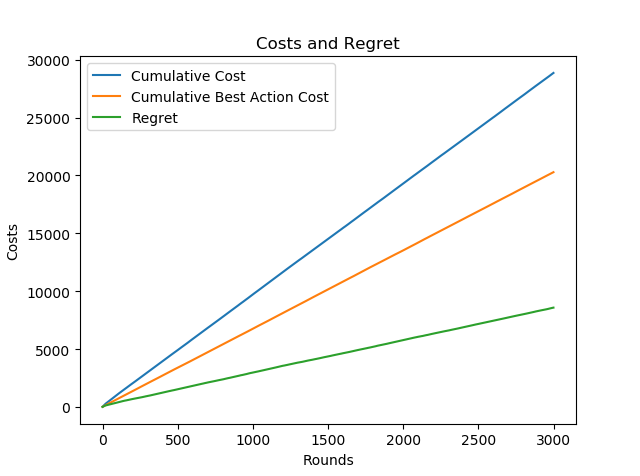 Costs and Regret
30000
25000
20000
15000
10000
5000
0
Costs
Cumulative Cost
Cumulative Best Action Cost
Regret
0 500 1000 1500 2000 2500 3000
Rounds